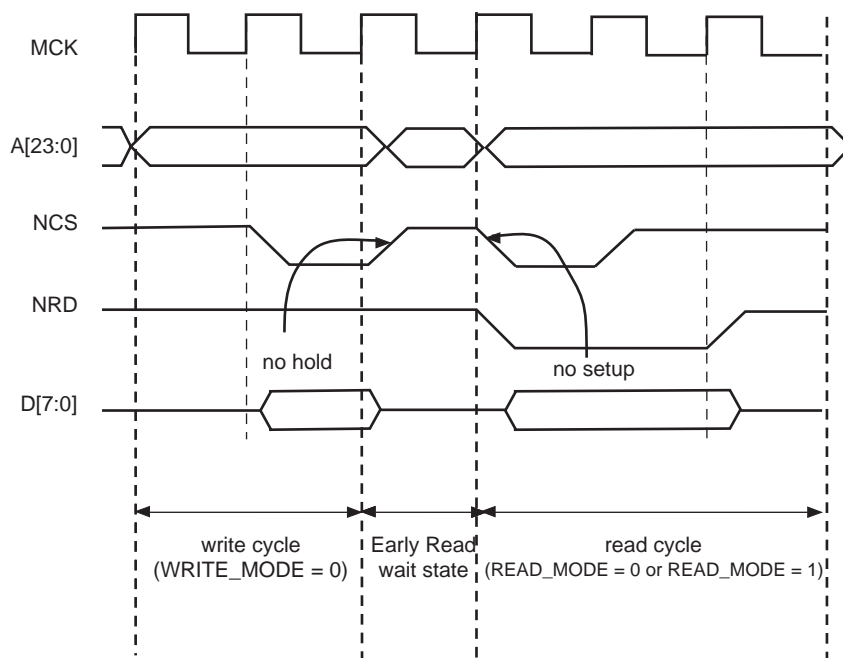 MCK
A[23:0]
NCS
NRD
no hold
no setup
D[7:0]
write cycle
(WRITE_MODE = 0)
Early Read
wait state
read cycle
(READ_MODE = 0 or READ_MODE = 1)